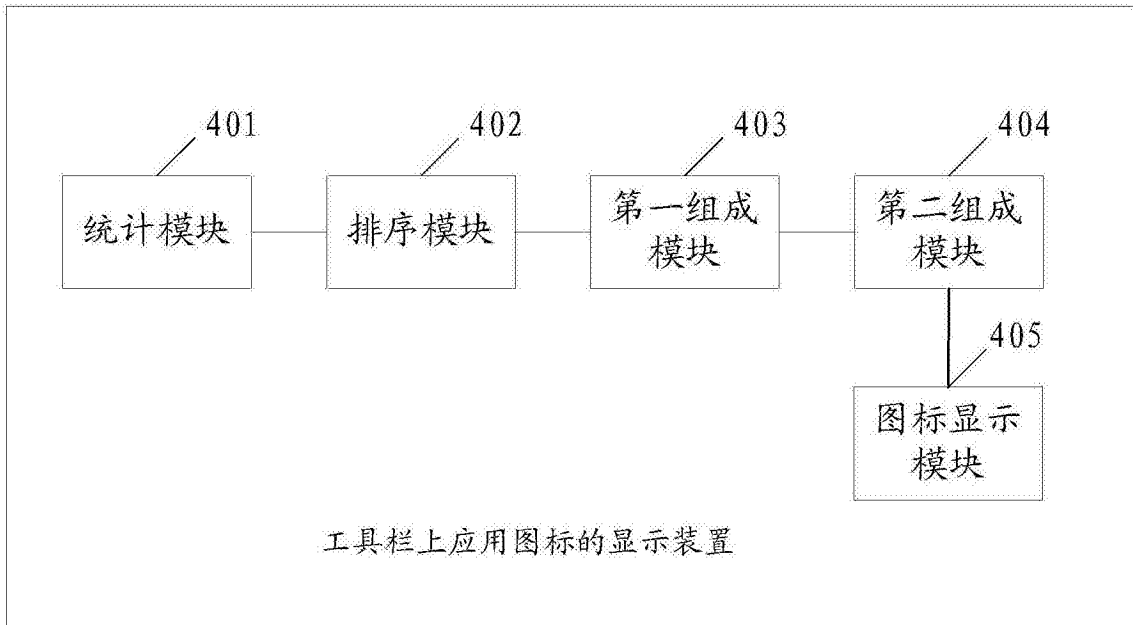 401
402
403
404
统计模块
排序模块
第一组成
模块
第二组成
模块
405
图标显示
模块
工具栏上应用图标的显示装置